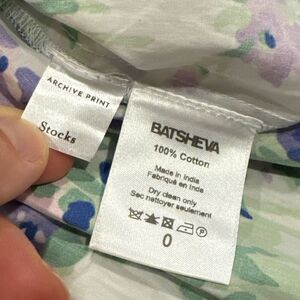 ARCHIVE PRINT
Stocks
BATSHEVA
100% Cotton
Made in India
Fabriqué en Inde
Dry clean only
Sec nettoyer seulement
0